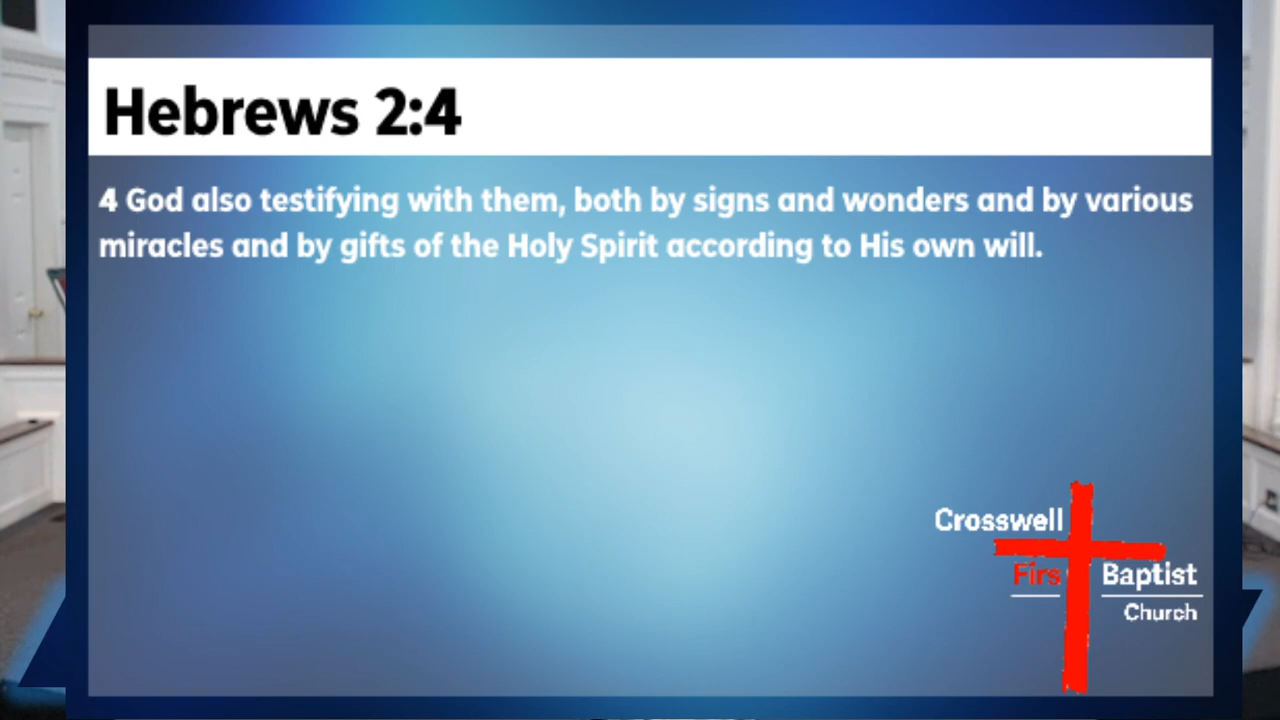 Hebrews 2:4
4 God also testifying with them, both by signs and wonders and by various
miracles and by gifts of the Holy Spirit according to His own will.
Crosswell
Firs Baptist
Church